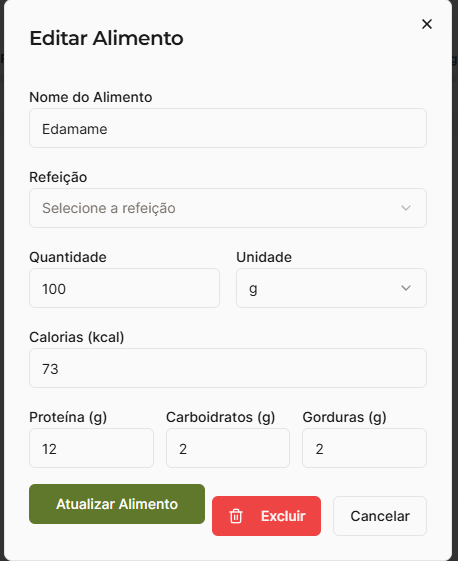 Editar Alimento
Nome do Alimento
Edamame
Refeição
Selecione a refeição
Quantidade Unidade
100 g
Calorias (kcal)
73
Proteína (g) Carboidratos (g) Gorduras (g)
12 2 2
Atualizar Alimento Excluir Cancelar